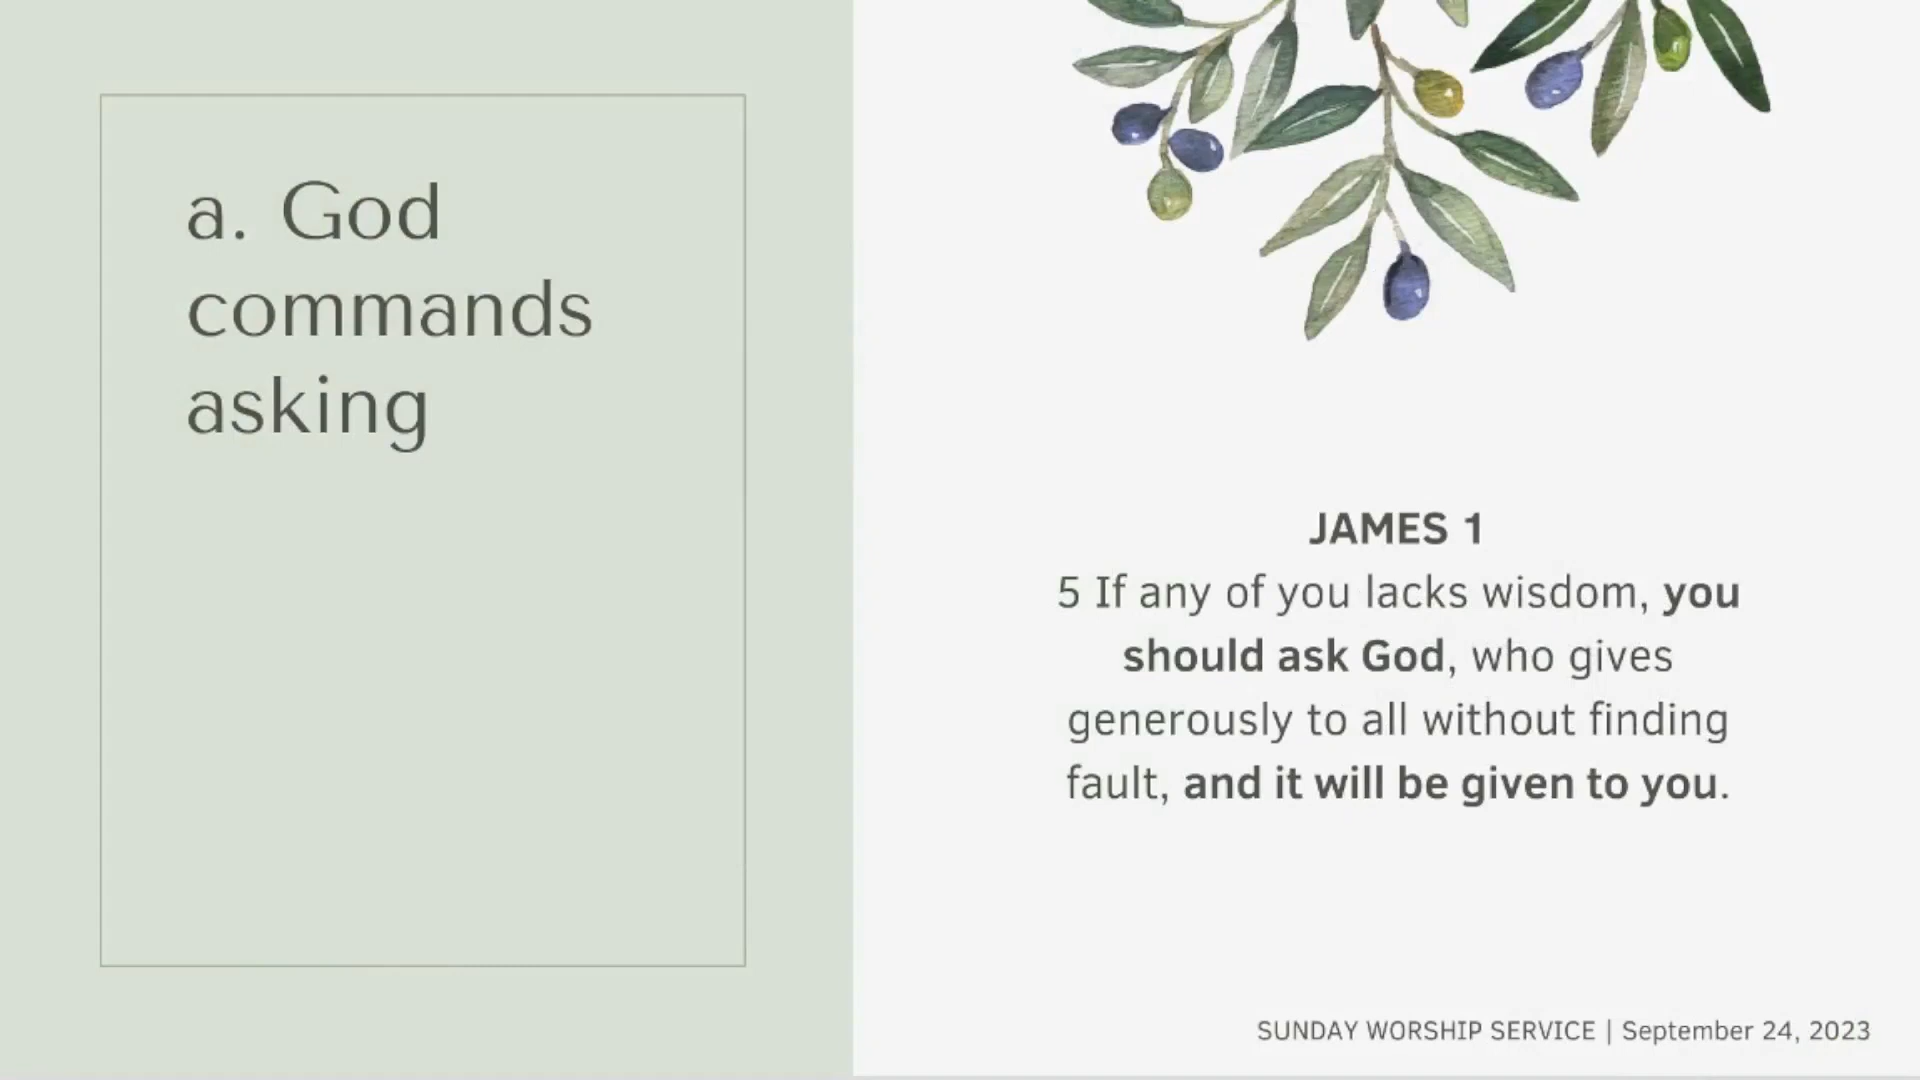 a. God
commands
asking
JAMES 1
5 If any of you lacks wisdom, you
should ask God, who gives
generously to all without finding
fault, and it will be given to you.
SUNDAY WORSHIP SERVICE | September 24, 2023